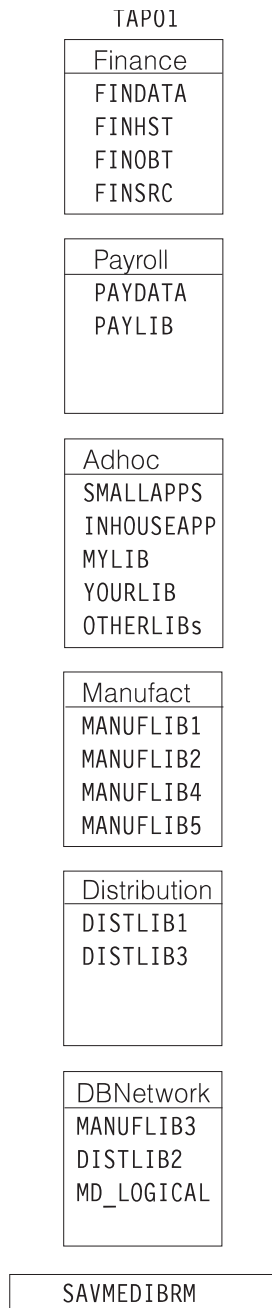 TAP01
Finance
FINDATA
FINHST
FINOBT
FINSRC
Payroll
PAYDATA
PAYLIB
Adhoc
SMALLAPPS
INHOUSEAPP
MYLIB
YOURLIB
OTHERLIBs
Manufact
MANUFLIB1
MANUFLIB2
MANUFLIB4
MANUFLIB5
Distribution
DISTLIB1
DISTLIB3
DBNetwork
MANUFLIB3
DISTLIB2
MD_LOGICAL
SAVMEDIBRM